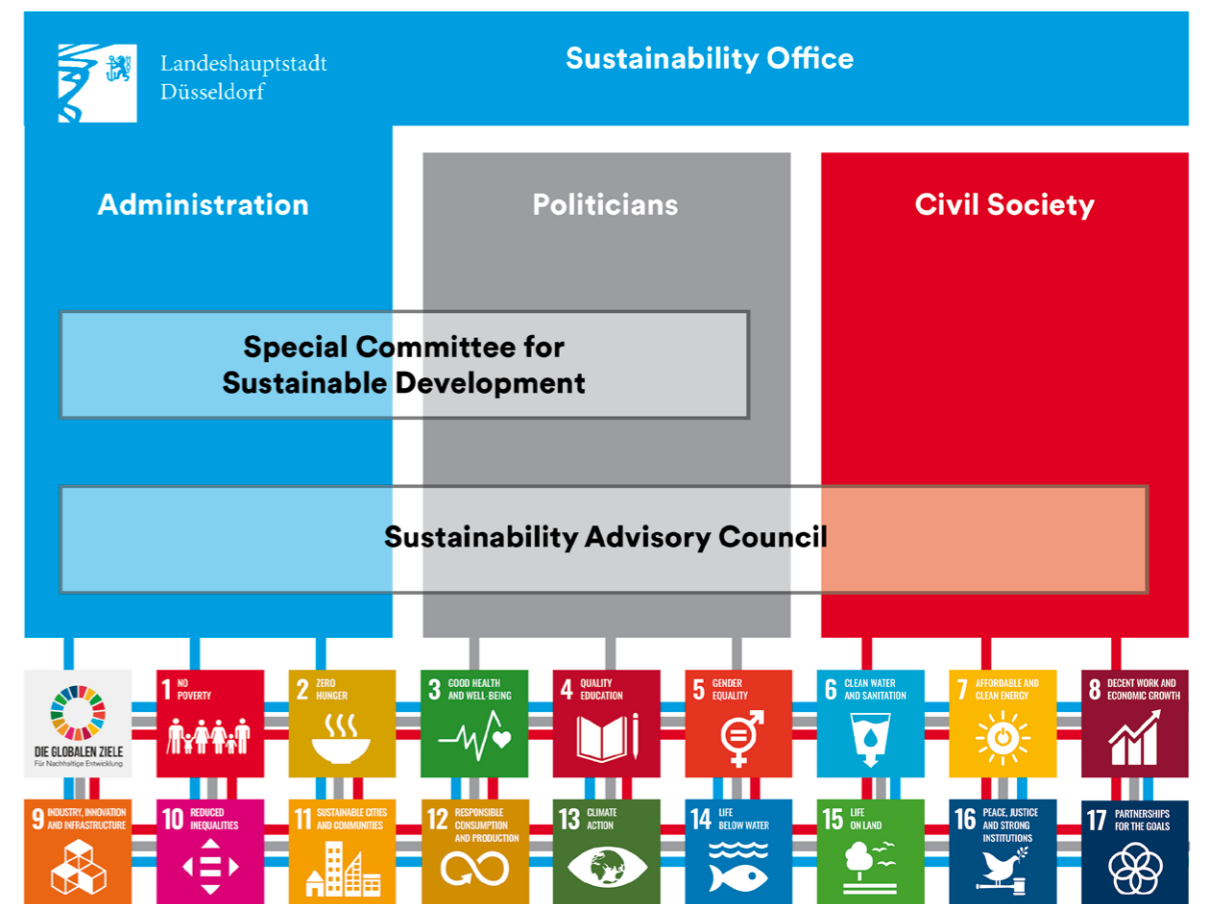 Landeshauptstadt
Düsseldorf
Sustainability Office
Administration
Politicians
Civil Society
Special Committee for
Sustainable Development
Sustainability Advisory Council
DIE GLOBALEN ZIELE
Für Nachhaltige Entwicklung
1 NO
POVERTY
2 ZERO
HUNGER
3 GOOD HEALTH
AND WELL-BEING
4 QUALITY
EDUCATION
5 GENDER
EQUALITY
6 CLEAN WATER
AND SANITATION
7 AFFORDABLE AND
CLEAN ENERGY
8 DECENT WORK AND
ECONOMIC GROWTH
9 INDUSTRY, INNOVATION
AND INFRASTRUCTURE
10 REDUCED
INEQUALITIES
11 SUSTAINABLE CITIES
AND COMMUNITIES
12 RESPONSIBLE
CONSUMPTION
AND PRODUCTION
13 CLIMATE
ACTION
14 LIFE
BELOW WATER
15 LIFE
ON LAND
16 PEACE, JUSTICE
AND STRONG
INSTITUTIONS
17 PARTNERSHIPS
FOR THE GOALS